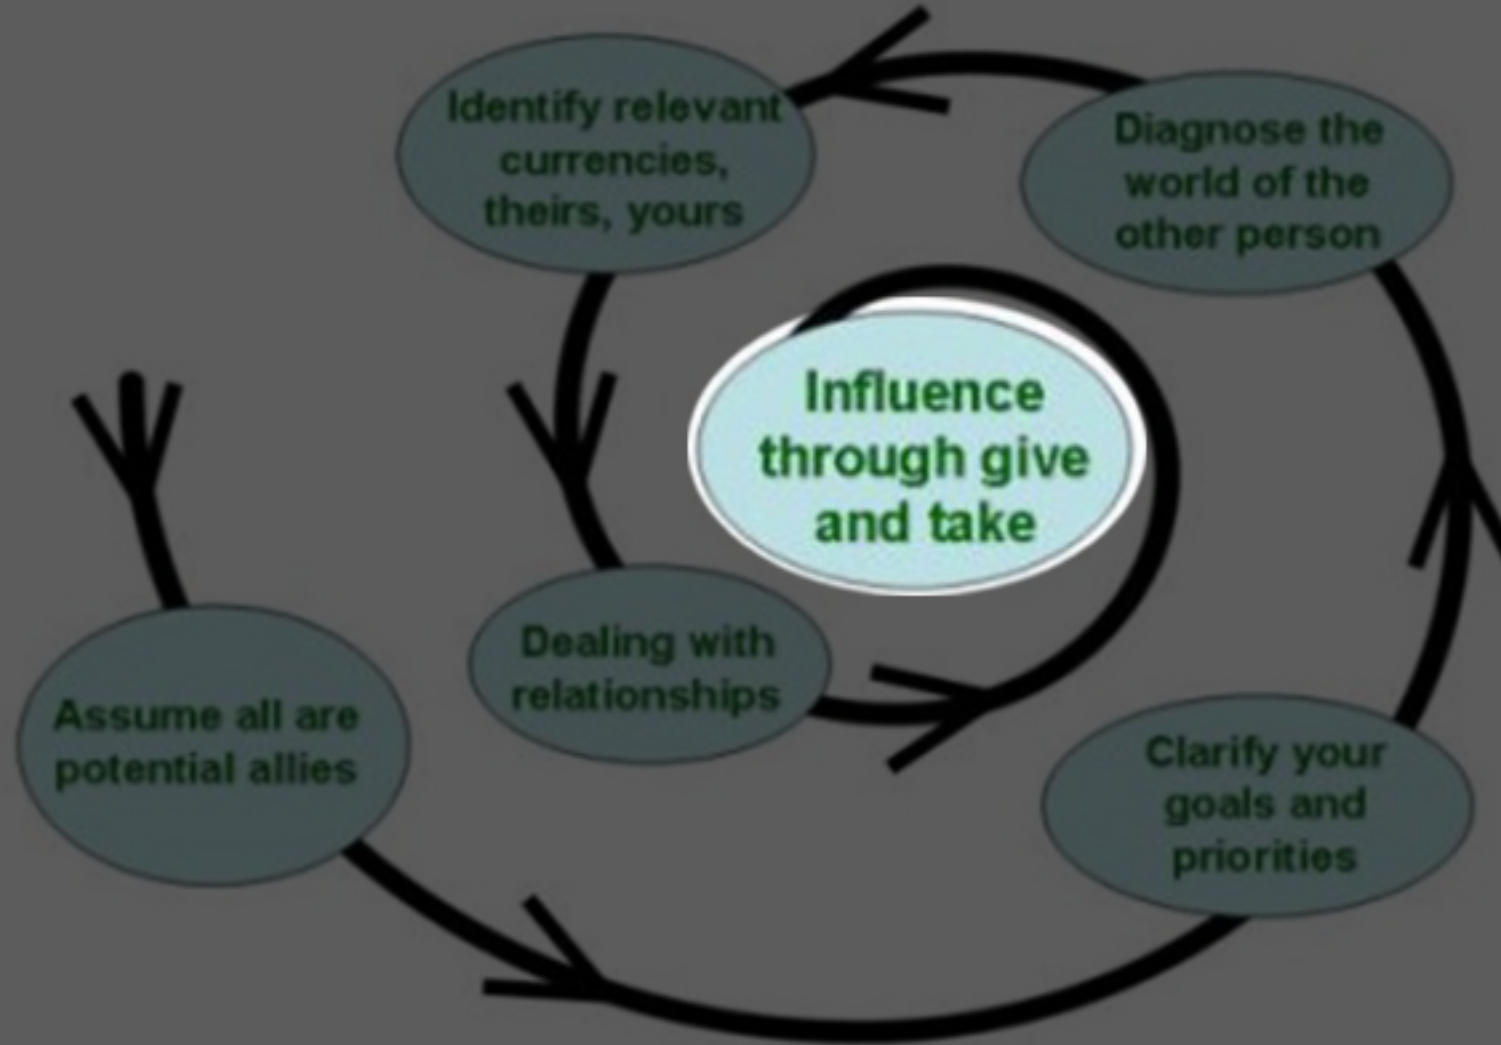 Identify relevant
currencies,
theirs, yours
Diagnose the
world of the
other person
Influence
through give
and take
Dealing with
relationships
Assume all are
potential allies
Clarify your
goals and
priorities